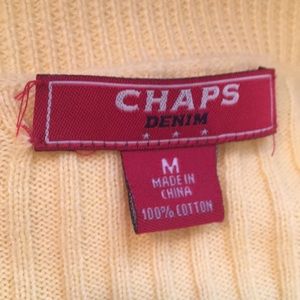 CHAPS
DENIM
M
MADE IN
CHINA
100% COTTON